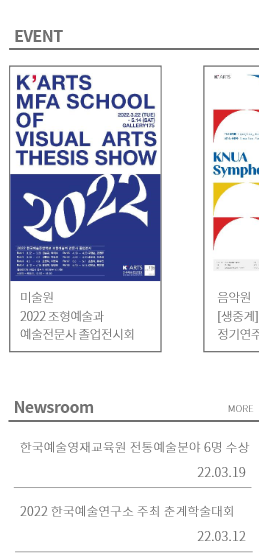 EVENT
K'ARTS
MFA SCHOOL
OF
2022.3.22 (TUE)
- 5.14 (SAT)
GALLERY175
VISUAL ARTS
THESIS SHOW
2022
K'ARTS
미술원
2022 조형예술과
예술전문사 졸업전시회
K'ARTS
KNUA
Sympho
음악원
[생중계]
정기연주
Newsroom
MORE
한국예술영재교육원 전통예술분야 6명 수상
22.03.19
2022 한국예술연구소 주최 춘계학술대회
22.03.12